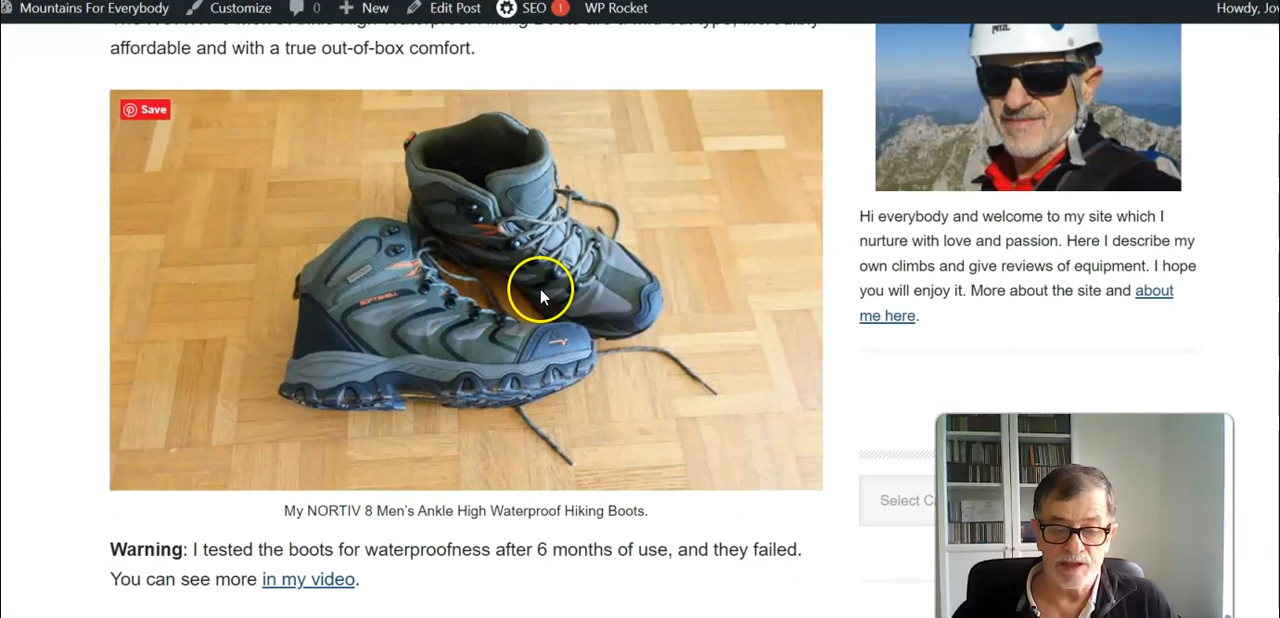 Mountains For Everybody Customize 0 New Edit Post SEO ! WP Rocket Howdy, Jov
affordable and with a true out-of-box comfort.
Save
PETZL
SOFTSHELL
My NORTIV 8 Men's Ankle High Waterproof Hiking Boots.
Warning: I tested the boots for waterproofness after 6 months of use, and they failed.
You can see more in my video.
Hi everybody and welcome to my site which I
nurture with love and passion. Here I describe my
own climbs and give reviews of equipment. I hope
you will enjoy it. More about the site and about
me here.
Select C